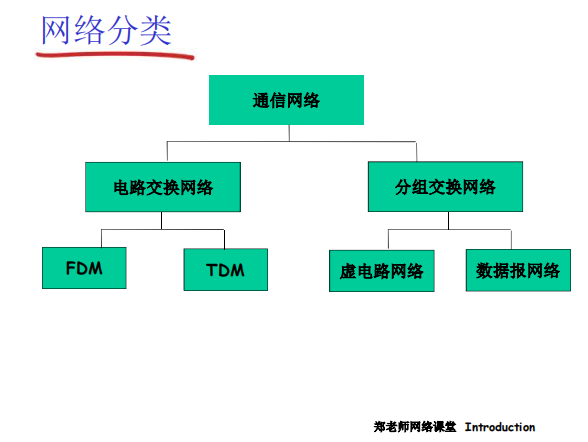 网络分类
通信网络
电路交换网络
分组交换网络
FDM
TDM
虚电路网络
数据报网络
郑老师网络课堂 Introduction